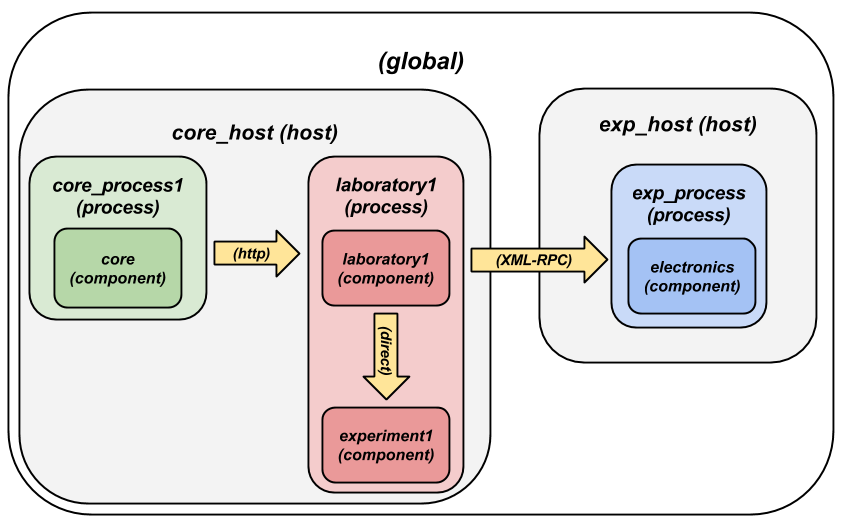 (global)
core_host (host)
exp_host (host)
core_process1
(process)
core
(component)
(http)
laboratory1
(process)
laboratory1
(component)
(direct)
experiment1
(component)
(XML-RPC)
exp_process
(process)
electronics
(component)